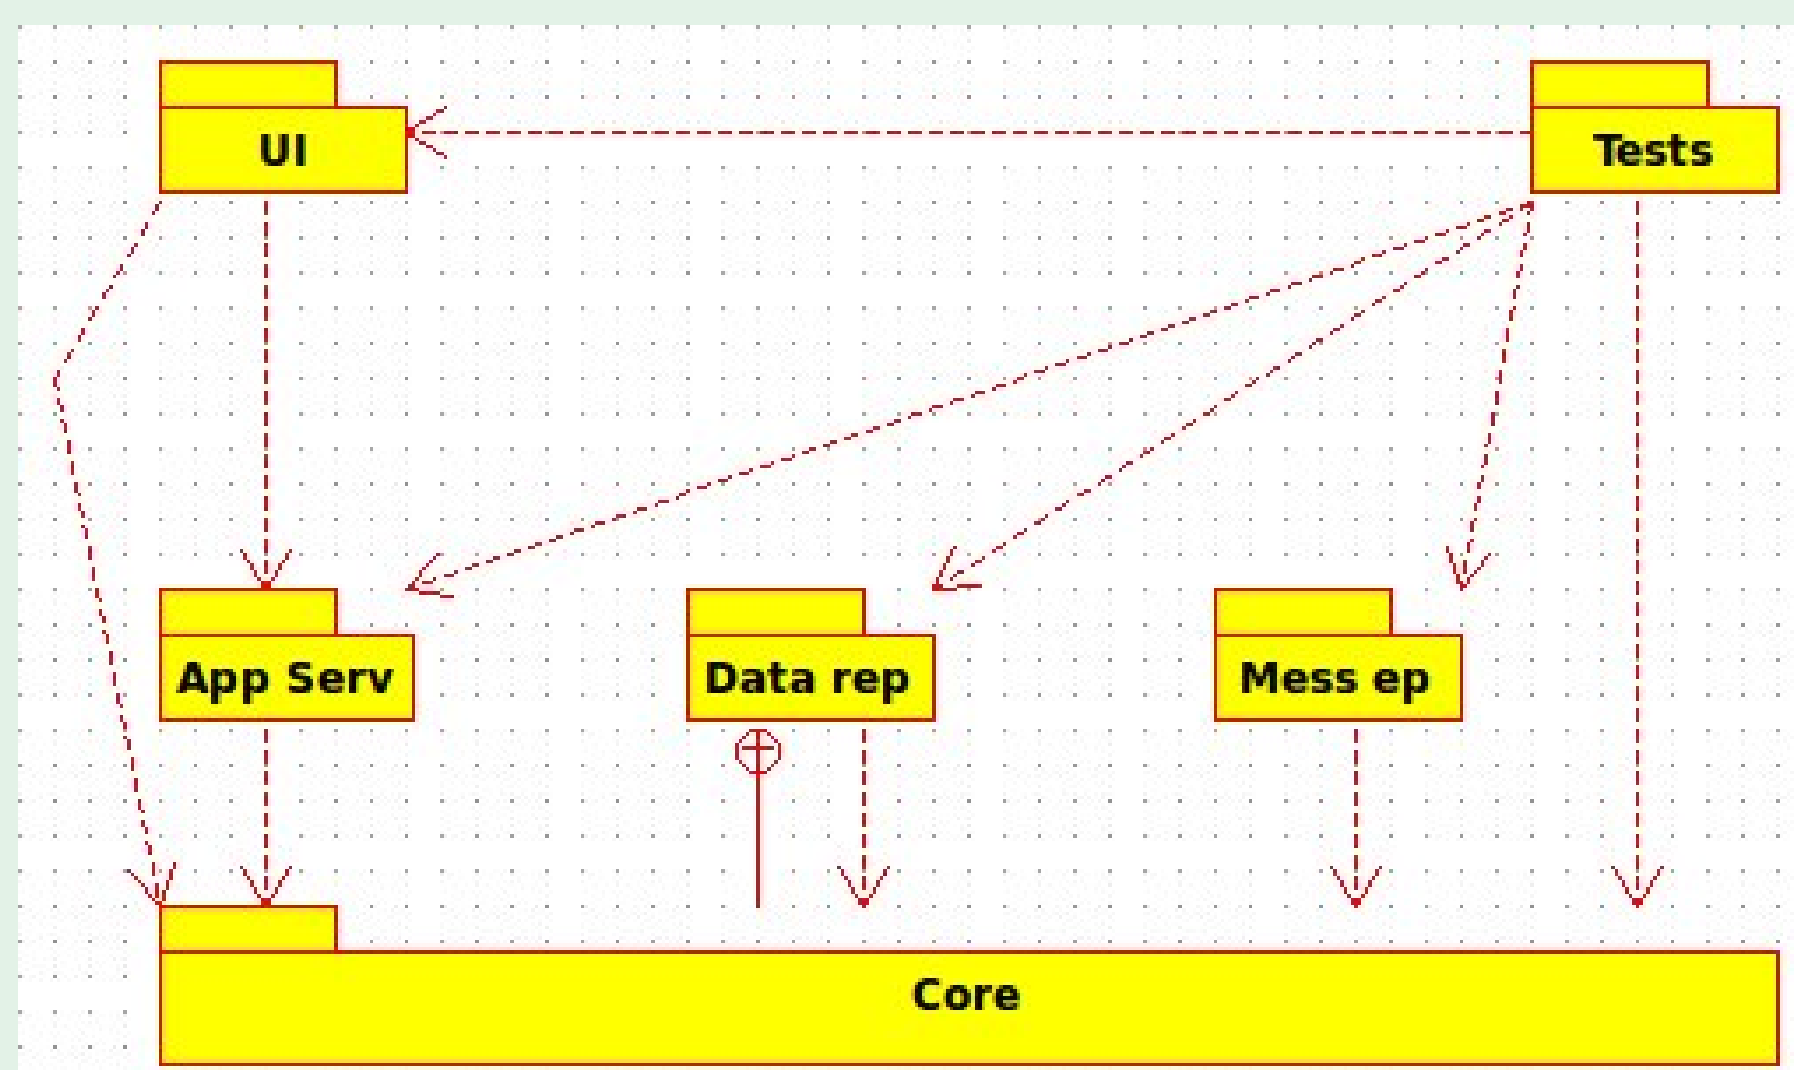 UI
Tests
App Serv
Data rep
Mess ep
Core